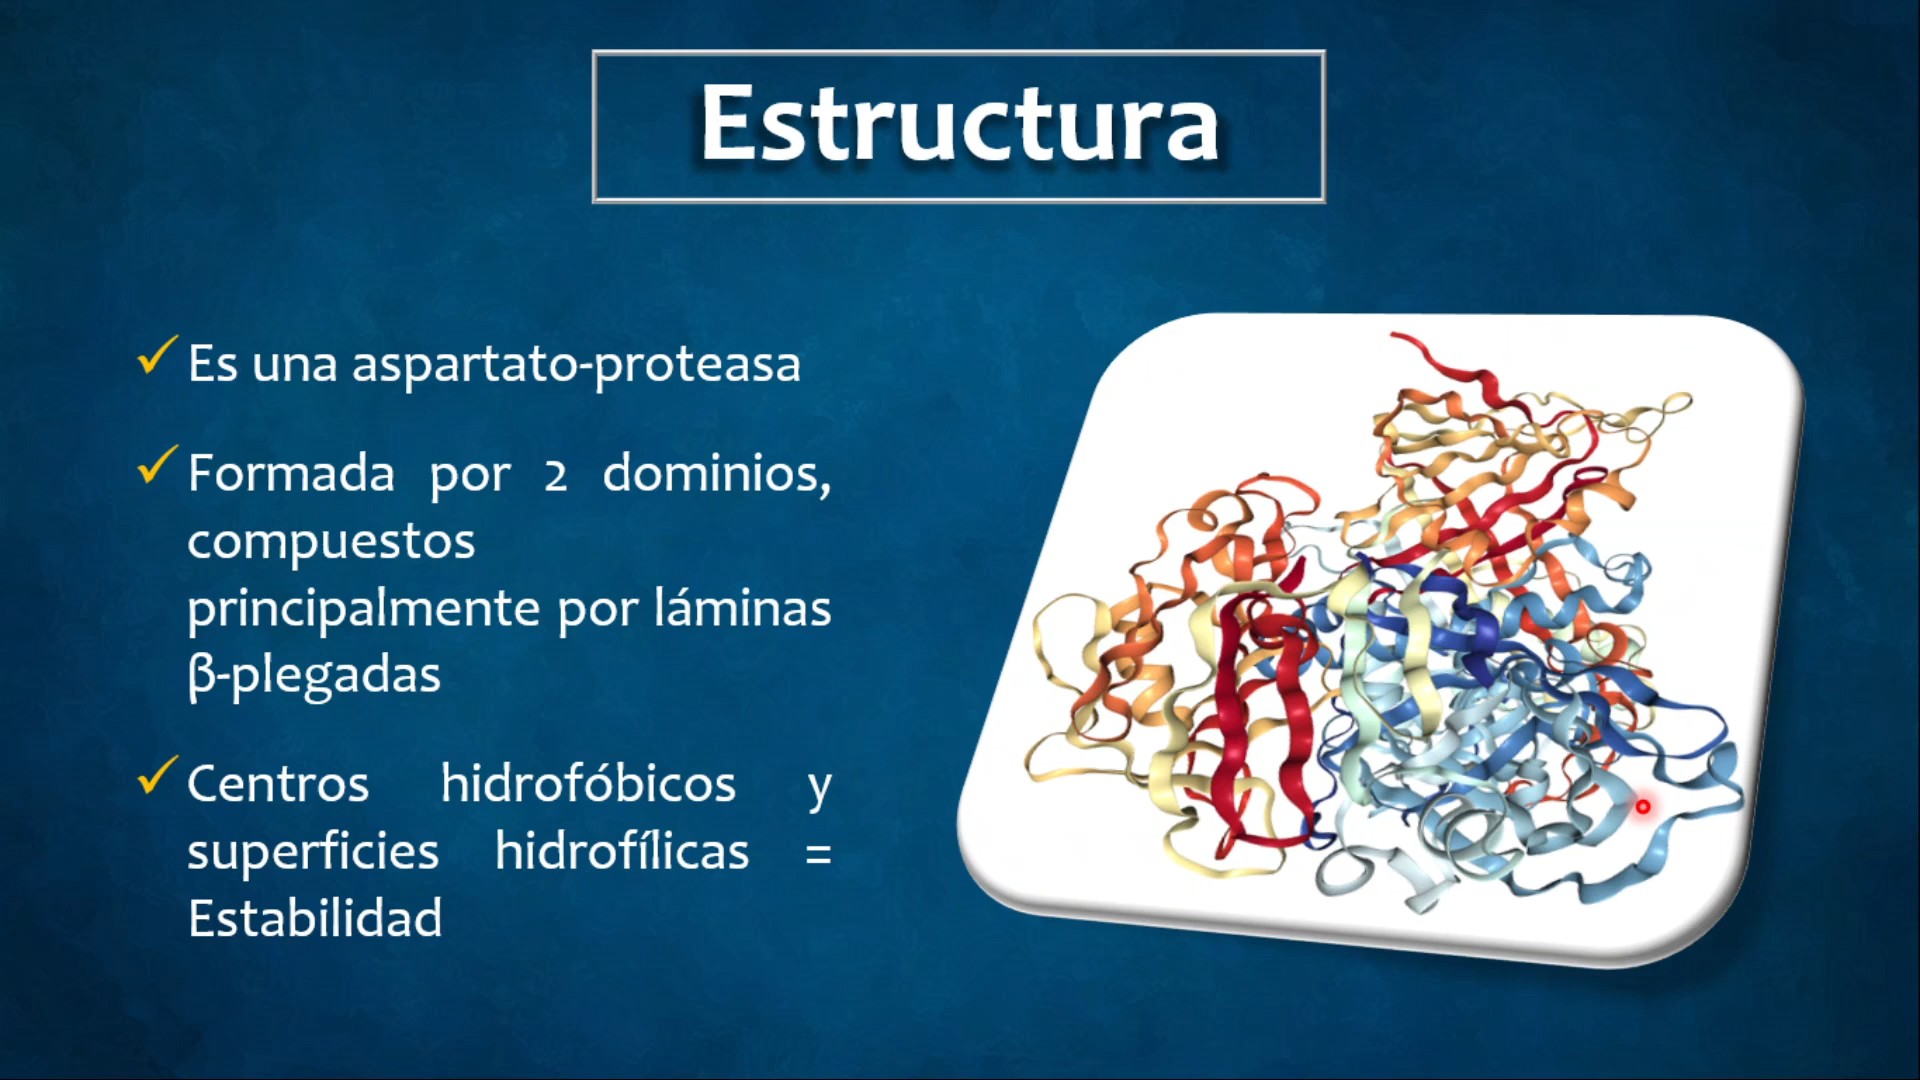 Estructura
Es una aspartato-proteasa
Formada por 2 dominios,
compuestos
principalmente por láminas
β-plegadas
Centros hidrofóbicos y
superficies hidrofílicas =
Estabilidad